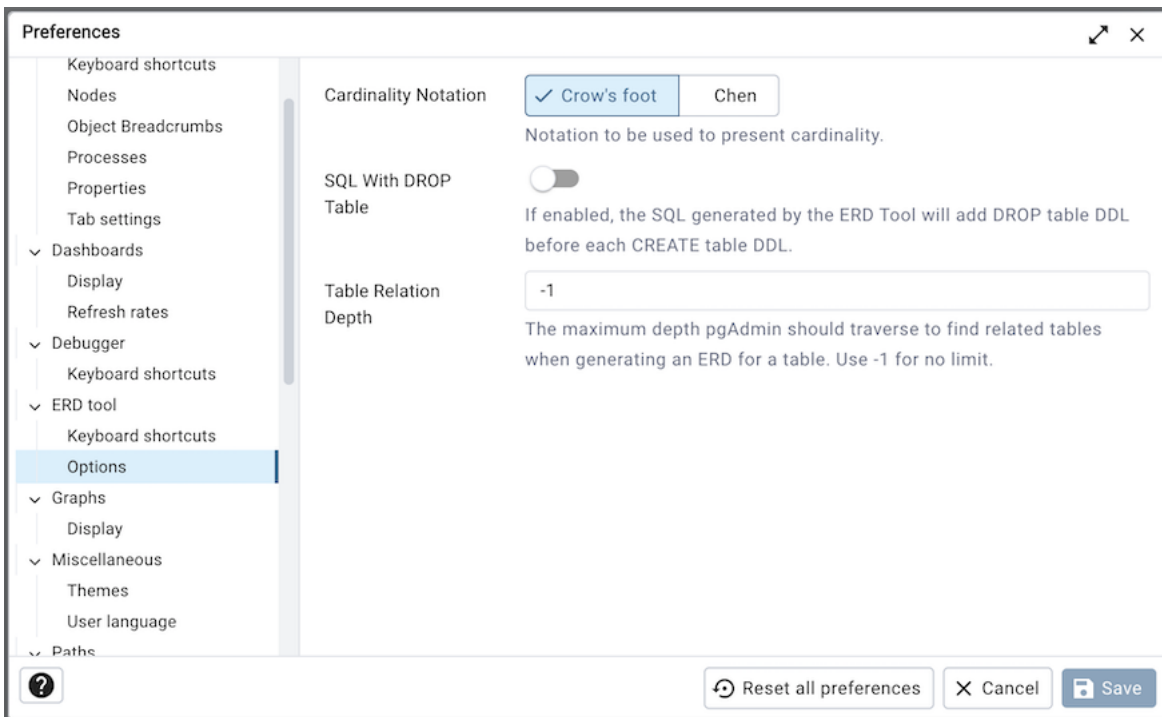 Preferences
Keyboard shortcuts
Nodes
Object Breadcrumbs
Processes
Properties
Tab settings
Dashboards
Display
Refresh rates
Debugger
Keyboard shortcuts
ERD tool
Keyboard shortcuts
Options
Graphs
Display
Miscellaneous
Themes
User language
Paths
Cardinality Notation
Crow's foot
Chen
Notation to be used to present cardinality.
SQL With DROP
Table
If enabled, the SQL generated by the ERD Tool will add DROP table DDL
before each CREATE table DDL.
Table Relation
Depth
-1
The maximum depth pgAdmin should traverse to find related tables
when generating an ERD for a table. Use -1 for no limit.
?
Reset all preferences
Cancel
Save